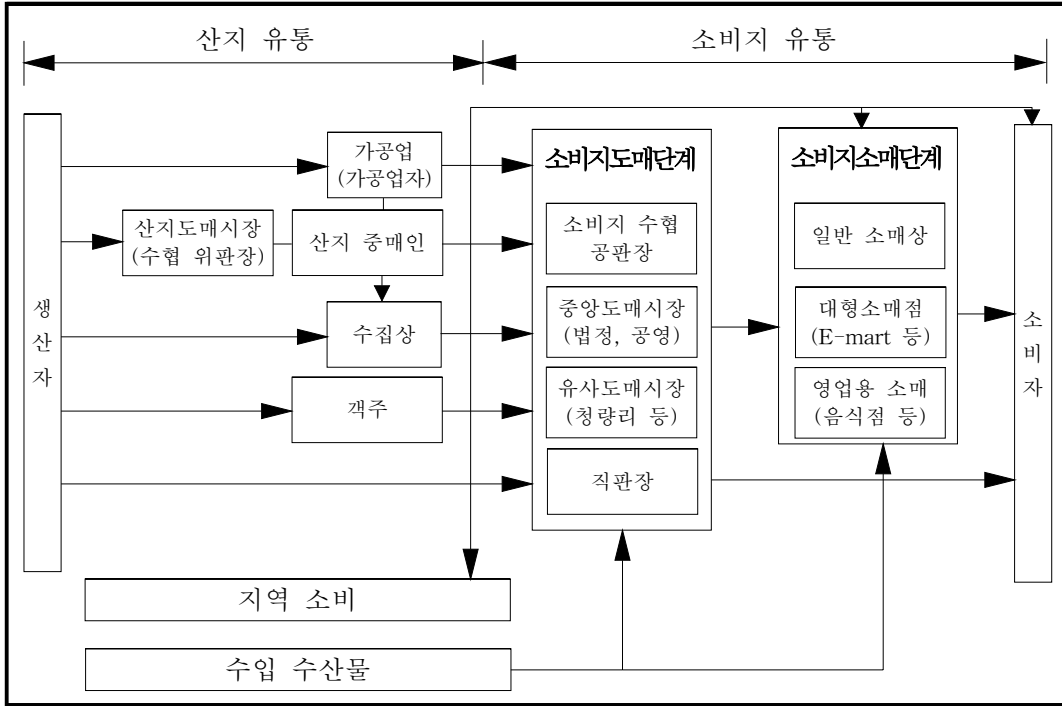 산지 유통
소비지 유통
생
산
자
가공업
(가공업자)
산지도매시장
(수협 위판장)
산지 중매인
수집상
객주
소비지도매단계
소비지 수협
공판장
중앙도매시장
(법정, 공영)
유사도매시장
(청량리 등)
직판장
소비지소매단계
일반 소매상
대형소매점
(E-mart 등)
영업용 소매
(음식점 등)
소
비
자
지역 소비
수입 수산물